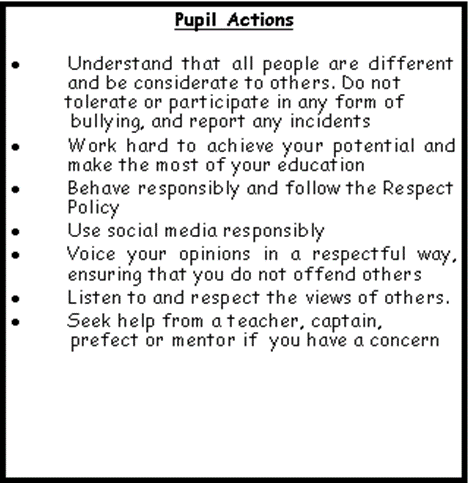 Pupil Actions
• Understand that all people are different
and be considerate to others. Do not
tolerate or participate in any form of
bullying, and report any incidents
• Work hard to achieve your potential and
make the most of your education
• Behave responsibly and follow the Respect
Policy
• Use social media responsibly
• Voice your opinions in a respectful way,
ensuring that you do not offend others
• Listen to and respect the views of others.
• Seek help from a teacher, captain,
prefect or mentor if you have a concern